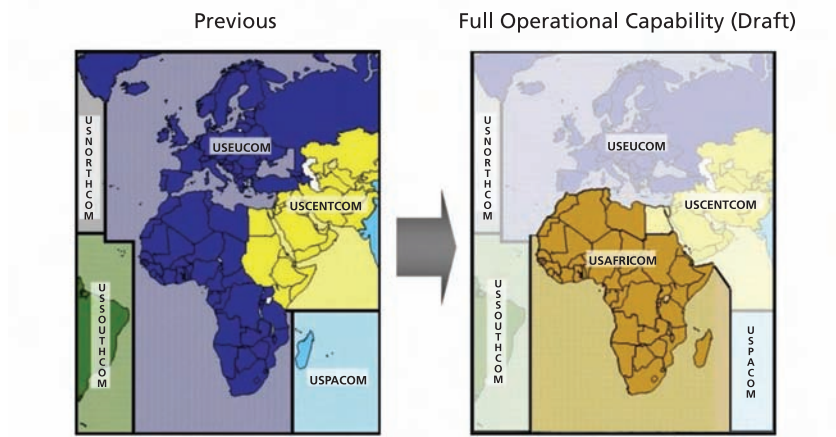 Previous
Full Operational Capability (Draft)
USNORTHCOM
USEUCOM
USCENTCOM
USSOUTHCOM
USPACOM
USNORTHCOM
USEUCOM
USCENTCOM
USAFRICOM
USSOUTHCOM
USPACOM